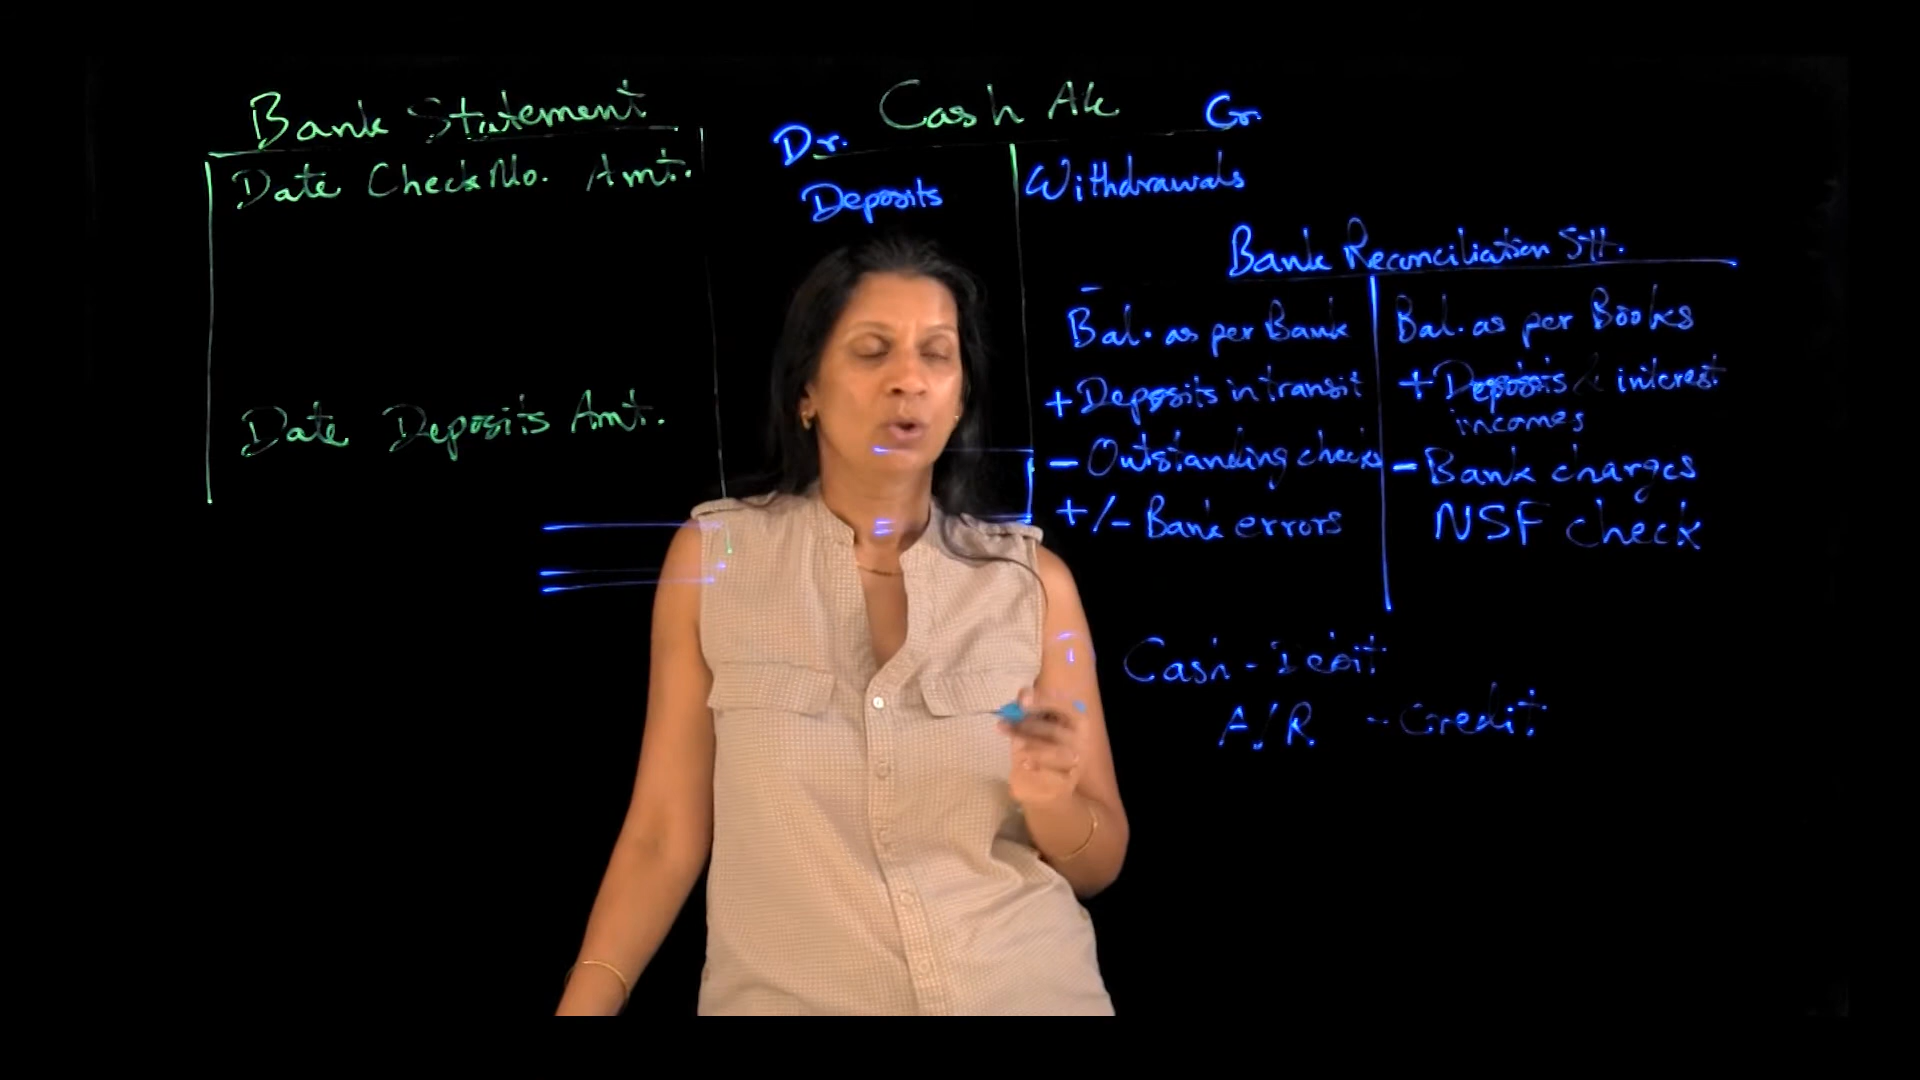 Bank Statement
Date Check No. Amt.
Date Deposits Amt.
Cash A/c
Dr.
Cr.
Deposits
Withdrawals
Bank Reconciliation Stt.
Bal. as per Bank
+ Deposits in transit
- Outstanding checks
+/- Bank errors
Bal. as per Books
+ Deposits & interest
incomes
- Bank charges
NSF check
Cash - Debit
A/R - Credit